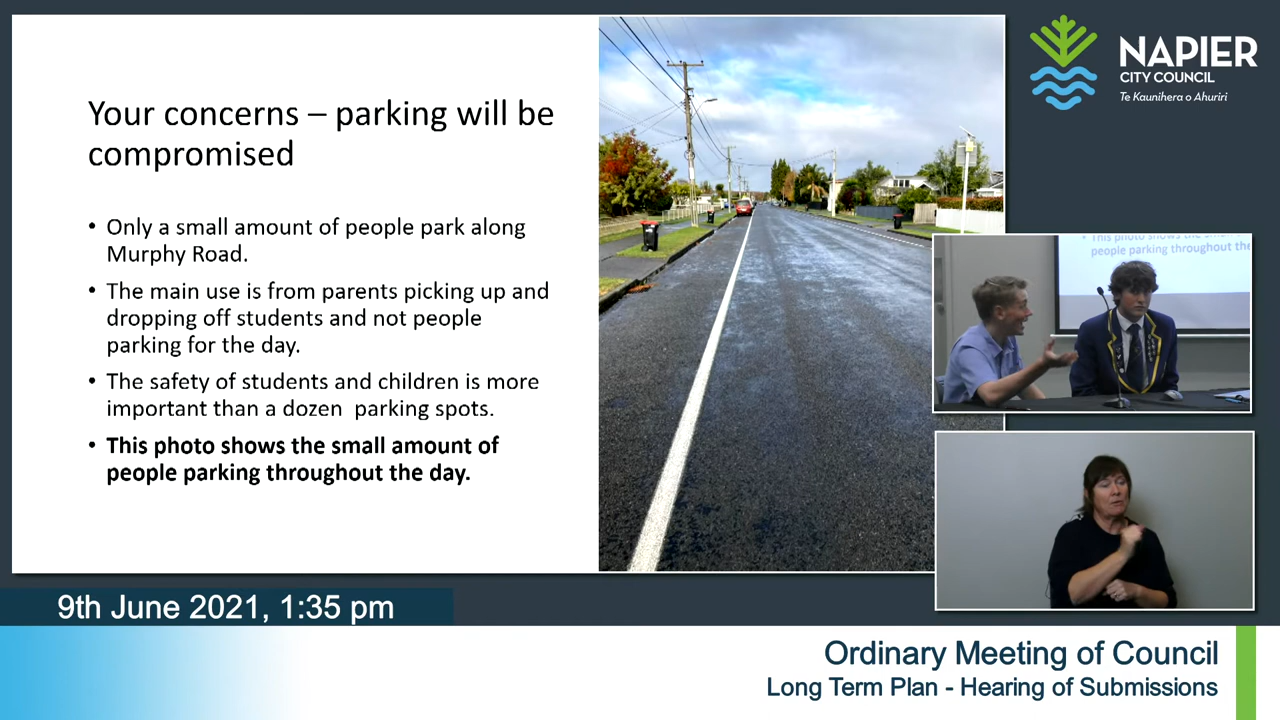 Your concerns – parking will be
compromised
• Only a small amount of people park along
Murphy Road.
• The main use is from parents picking up and
dropping off students and not people
parking for the day.
• The safety of students and children is more
important than a dozen  parking spots.
• This photo shows the small amount of
people parking throughout the day.
NAPIER
CITY COUNCIL
Te Kaunihera o Ahuriri
people parking throughout the
9th June 2021, 1:35 pm
Ordinary Meeting of Council
Long Term Plan - Hearing of Submissions